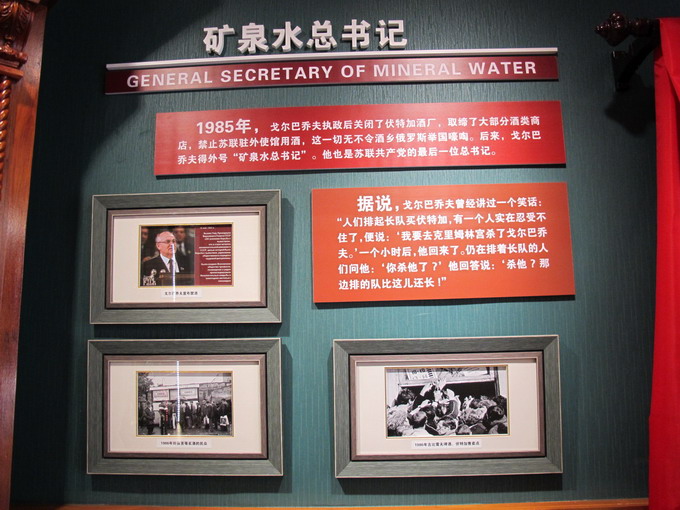 矿泉水总书记
GENERAL SECRETARY OF MINERAL WATER
1985年，戈尔巴乔夫执政后关闭了伏特加酒厂，取缔了大部分酒类商
店，禁止苏联驻外使馆用酒，这一切无不令酒乡俄罗斯举国嚎啕。后来，戈尔巴
乔夫得外号“矿泉水总书记”。他也是苏联共产党的最后一位总书记。
据说，戈尔巴乔夫曾经讲过一个笑话：
“人们排起长队买伏特加，有一个人实在忍受不
住了，便说：‘我要去克里姆林宫杀了戈尔巴乔
夫。’一个小时后，他回来了。仍在排着长队的人
们问他：‘你杀他了？’他回答说：‘杀他？那
边排的队比这儿还长！”